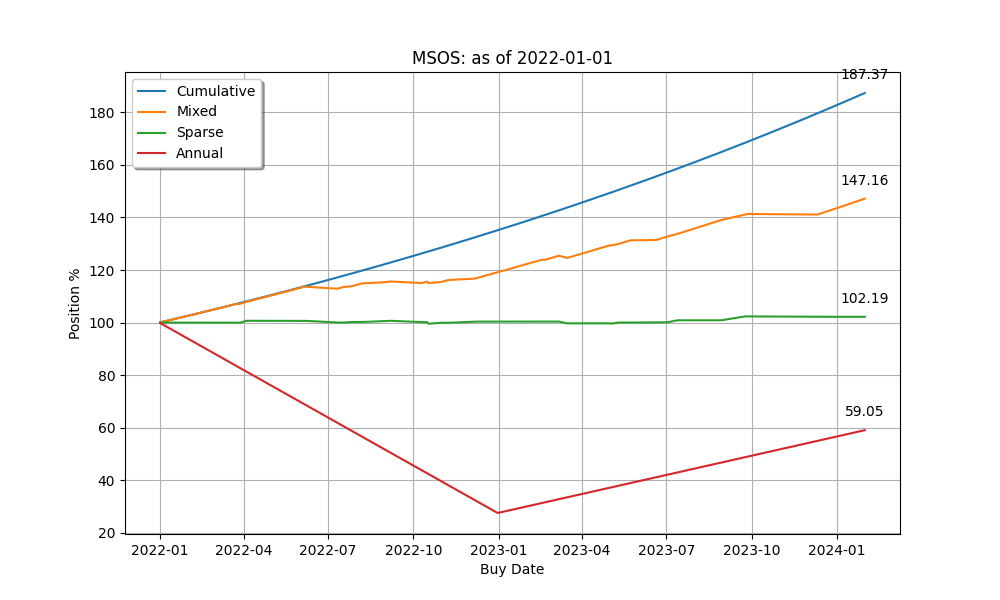 MSOS: as of 2022-01-01
Cumulative
Mixed
Sparse
Annual
187.37
147.16
102.19
59.05
Position %
180
160
140
120
100
80
60
40
20
2022-01 2022-04 2022-07 2022-10 2023-01 2023-04 2023-07 2023-10 2024-01
Buy Date